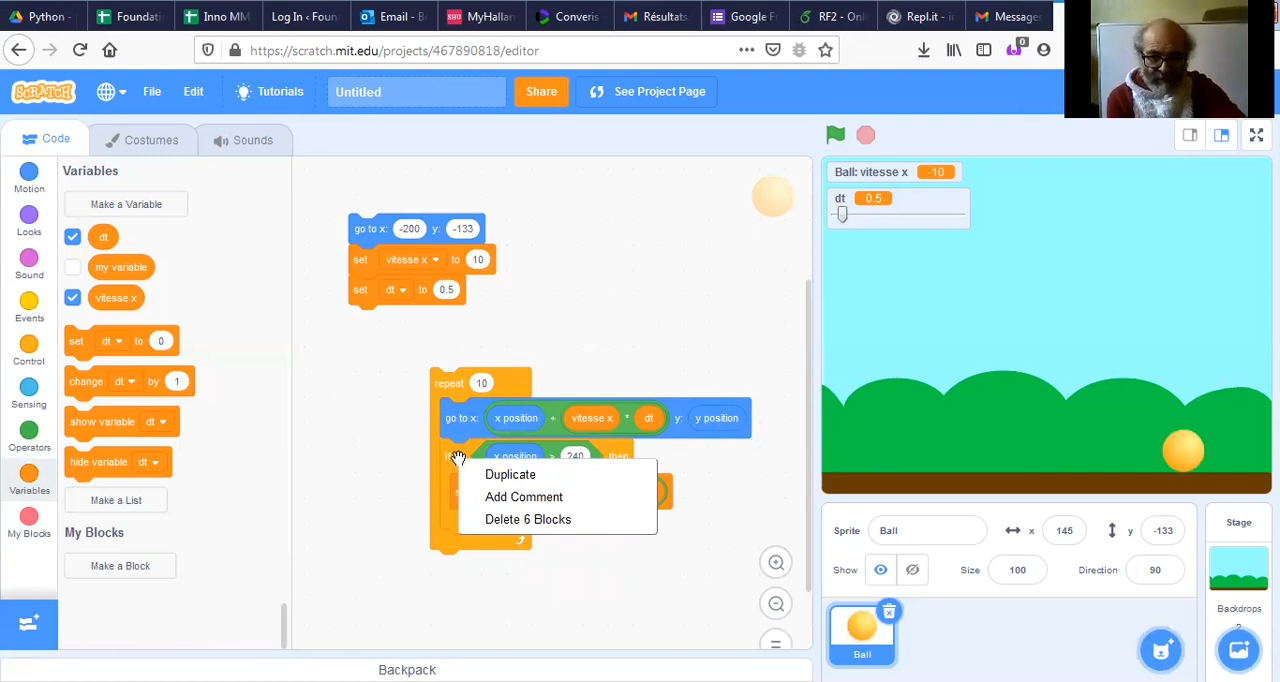 Python -
Foundati
Inno MM
Log In ‹ Foun
Email - B
MyHallar
Converis
Résultats
Google F
RF2 - Onl
Repl.it - i
Messages
https://scratch.mit.edu/projects/467890818/editor
0
SCRATCH
File
Edit
Tutorials
Untitled
Share
See Project Page
Code
Costumes
Sounds
Motion
Looks
Sound
Events
Control
Sensing
Operators
Variables
My Blocks
Variables
Make a Variable
dt
my variable
vitesse x
set dt to 0
change dt by 1
show variable dt
hide variable dt
Make a List
My Blocks
Make a Block
go to x: -200 y: -133
set vitesse x to 10
set dt to 0.5
repeat 10
go to x: x position + vitesse x * dt y: y position
x position > 240 then
Duplicate
Add Comment
Delete 6 Blocks
Backpack
Ball: vitesse x -10
dt 0.5
Sprite Ball x 145 y -133
Show Size 100 Direction 90
Ball
Stage
Backdrops